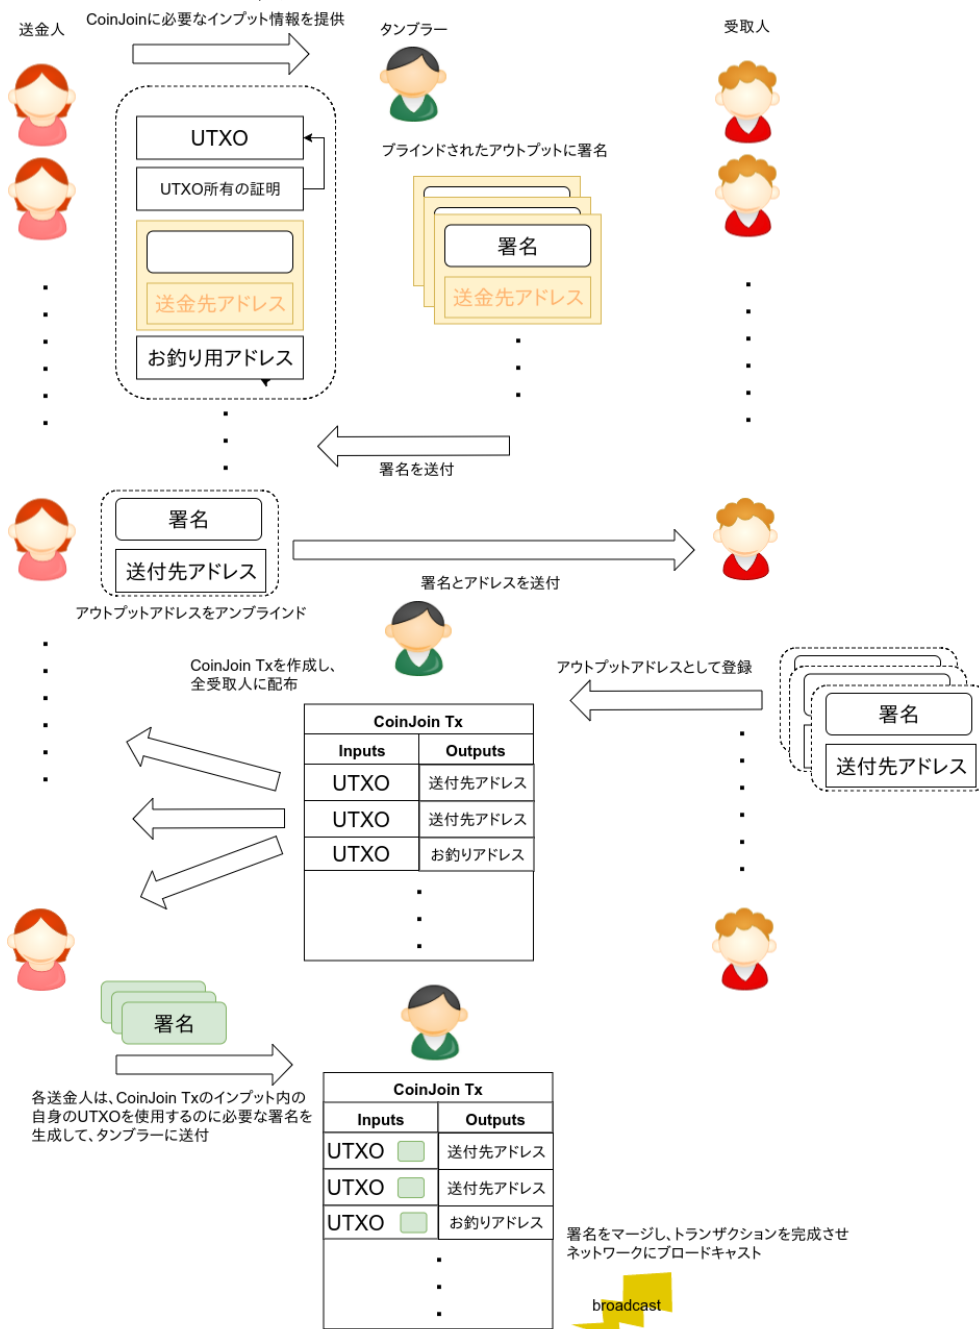 CoinJoinに必要なインプット情報を提供
送金人
タンブラー
受取人
UTXO
UTXO所有の証明
送金先アドレス
お釣り用アドレス
ブラインドされたアウトプットに署名
署名
送金先アドレス
署名を送付
署名
送付先アドレス
アウトプットアドレスをアンブラインド
署名とアドレスを送付
CoinJoin Txを作成し、
全受取人に配布
アウトプットアドレスとして登録
署名
送付先アドレス
CoinJoin Tx
Inputs Outputs
UTXO 送付先アドレス
UTXO 送付先アドレス
UTXO お釣りアドレス
署名
各送金人は、CoinJoin Txのインプット内の
自身のUTXOを使用するのに必要な署名を
生成して、タンブラーに送付
CoinJoin Tx
Inputs Outputs
UTXO 送付先アドレス
UTXO 送付先アドレス
UTXO お釣りアドレス
署名をマージし、トランザクションを完成させ
ネットワークにブロードキャスト
broadcast